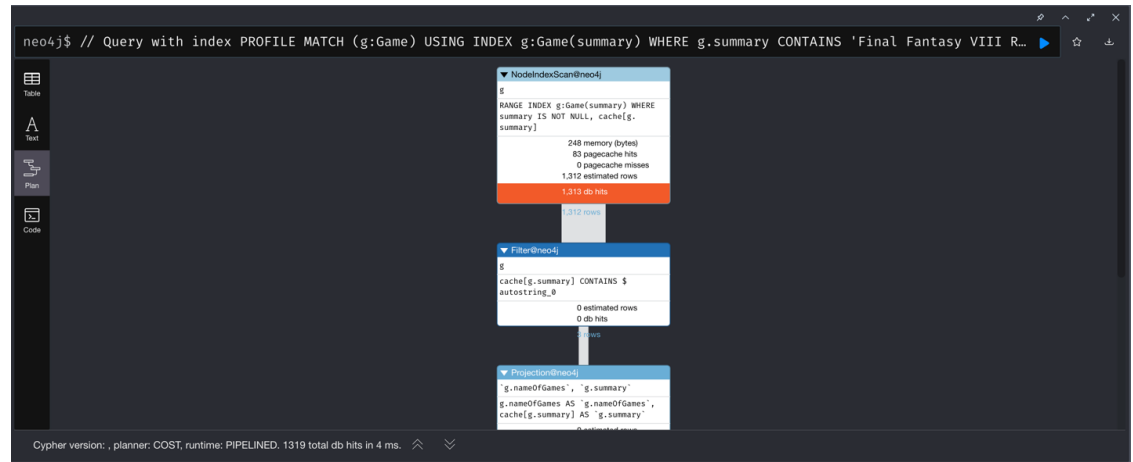 neo4j$ // Query with index PROFILE MATCH (g:Game) USING INDEX g:Game(summary) WHERE g.summary CONTAINS 'Final Fantasy VIII R…
Table
Text
Plan
Code
NodeIndexScan@neo4j
g
RANGE INDEX g:Game(summary) WHERE
summary IS NOT NULL, cache[g.
summary]
248 memory (bytes)
83 pagecache hits
0 pagecache misses
1,312 estimated rows
1,313 db hits
1,312 rows
Filter@neo4j
g
cache[g.summary] CONTAINS $
autostring_0
0 estimated rows
0 db hits
rows
Projection@neo4j
`g.nameOfGames`, `g.summary`
g.nameOfGames AS `g.nameOfGames`,
cache[g.summary] AS `g.summary`
0 estimated rows
Cypher version: , planner: COST, runtime: PIPELINED. 1319 total db hits in 4 ms.